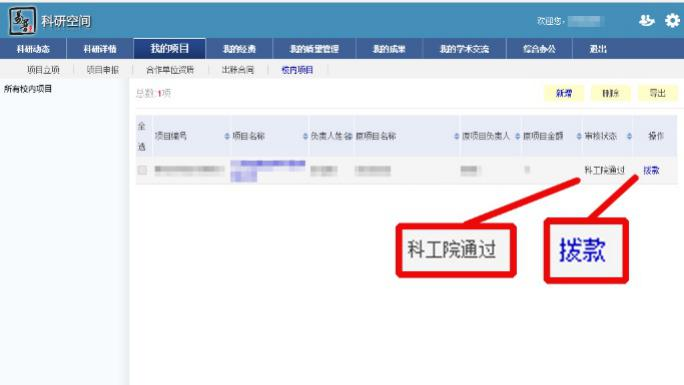 科研空间
欢迎您，
科研动态 科研详情 我的项目 我的经费 我的质量管理 我的成果 我的学术交流 综合办公 退出
项目立项 项目申报 合作单位资质 出账合同 校内项目
所有校内项目
总数:1项 新增 删除 导出
全选 项目编号 项目名称 负责人姓名 原项目名称 原项目负责人 原项目金额 审核状态 操作
科工院通过 拨款
科工院通过 拨款